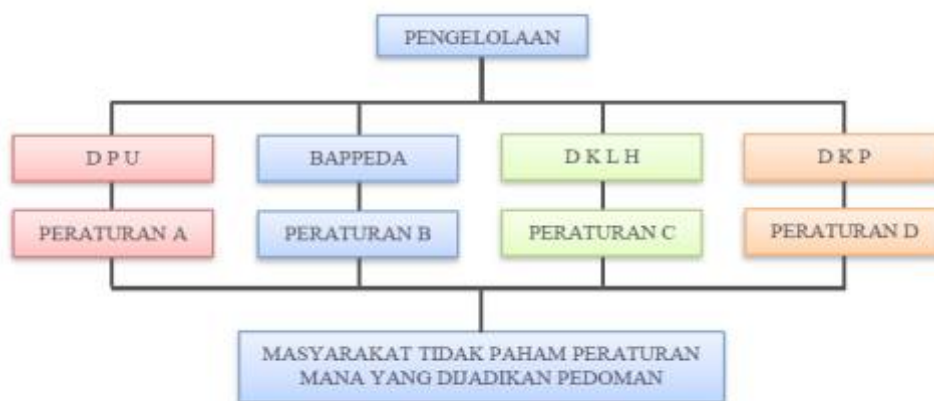 PENGELOLAAN
D P U
BAPPEDA
D K L H
D K P
PERATURAN A
PERATURAN B
PERATURAN C
PERATURAN D
MASYARAKAT TIDAK PAHAM PERATURAN
MANA YANG DIJADIKAN PEDOMAN